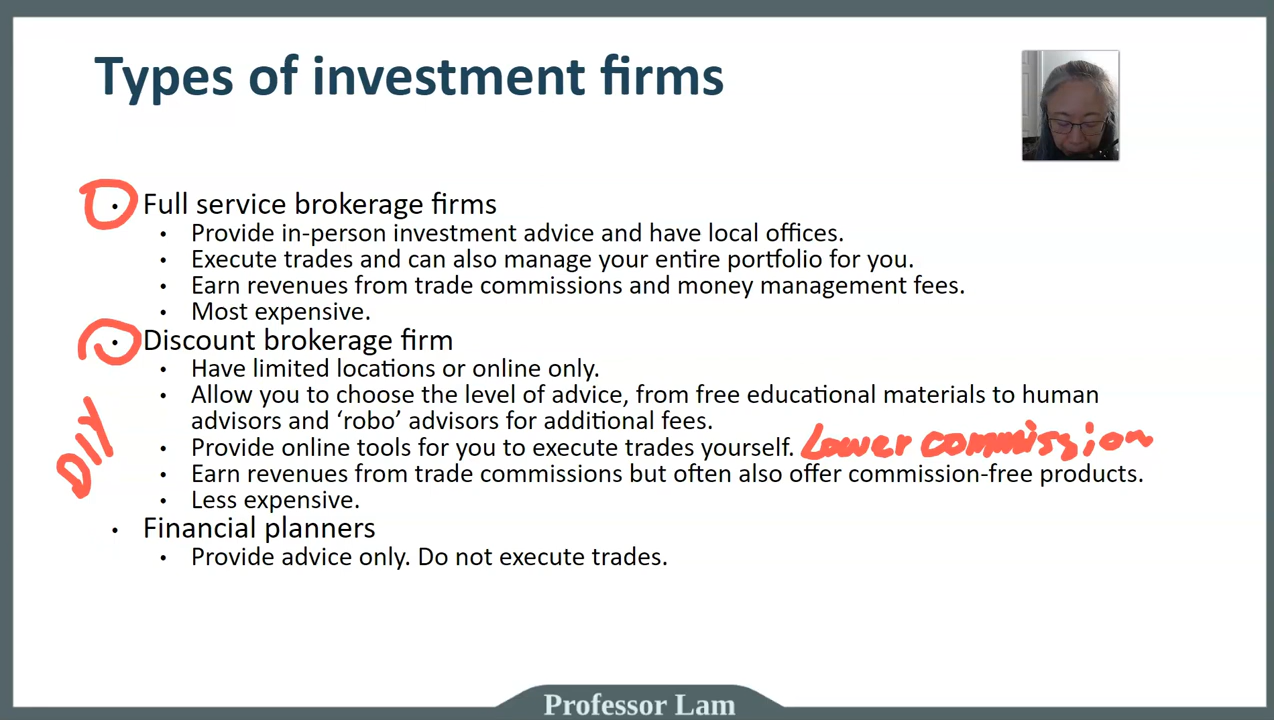 Types of investment firms
• Full service brokerage firms
• Provide in-person investment advice and have local offices.
• Execute trades and can also manage your entire portfolio for you.
• Earn revenues from trade commissions and money management fees.
• Most expensive.
• Discount brokerage firm
• Have limited locations or online only.
• Allow you to choose the level of advice, from free educational materials to human
advisors and ‘robo’ advisors for additional fees.
DIY
• Provide online tools for you to execute trades yourself. Lower commission
• Earn revenues from trade commissions but often also offer commission-free products.
• Less expensive.
• Financial planners
• Provide advice only. Do not execute trades.
Professor Lam